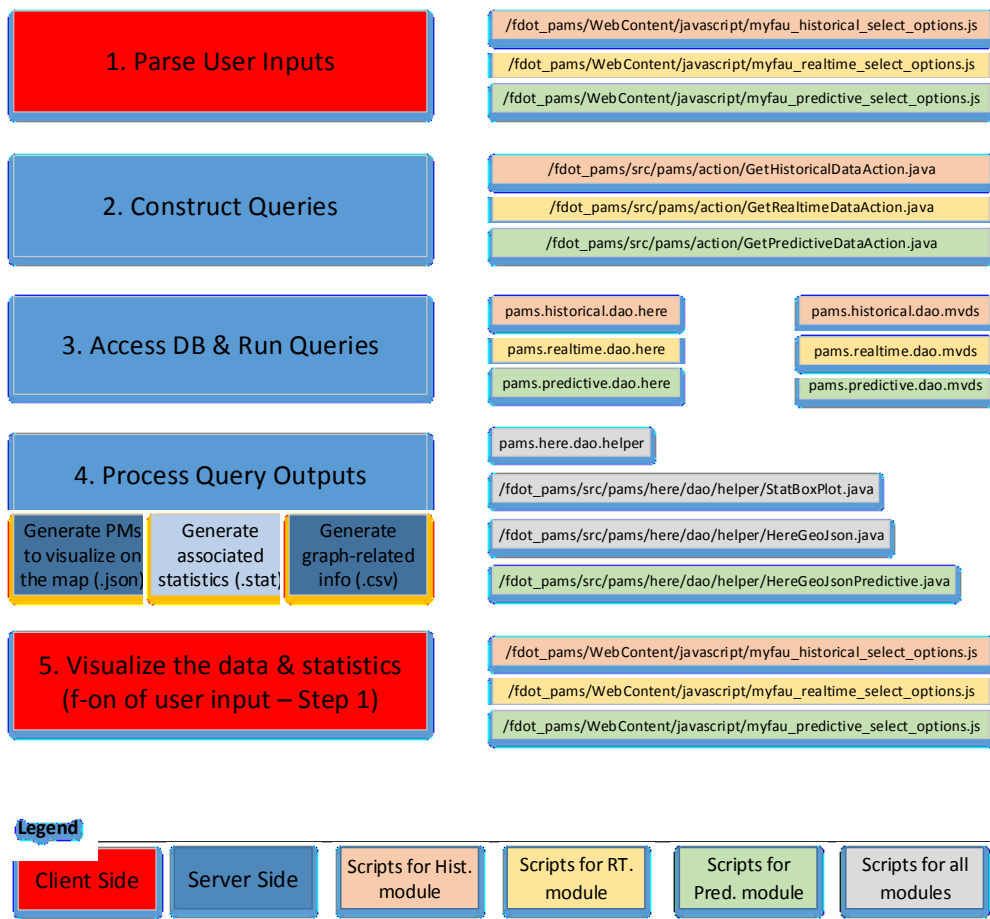 1. Parse User Inputs
/fdot_pams/WebContent/javascript/myfau_historical_select_options.js
/fdot_pams/WebContent/javascript/myfau_realtime_select_options.js
/fdot_pams/WebContent/javascript/myfau_predictive_select_options.js
2. Construct Queries
/fdot_pams/src/pams/action/GetHistoricalDataAction.java
/fdot_pams/src/pams/action/GetRealtimeDataAction.java
/fdot_pams/src/pams/action/GetPredictiveDataAction.java
3. Access DB & Run Queries
pams.historical.dao.here
pams.historical.dao.mvds
pams.realtime.dao.here
pams.realtime.dao.mvds
pams.predictive.dao.here
pams.predictive.dao.mvds
4. Process Query Outputs
Generate PMs
to visualize on
the map (.json)
Generate
associated
statistics (.stat)
Generate
graph-related
info (.csv)
pams.here.dao.helper
/fdot_pams/src/pams/here/dao/helper/StatBoxPlot.java
/fdot_pams/src/pams/here/dao/helper/HereGeoJson.java
/fdot_pams/src/pams/here/dao/helper/HereGeoJsonPredictive.java
5. Visualize the data & statistics
(f-on of user input – Step 1)
/fdot_pams/WebContent/javascript/myfau_historical_select_options.js
/fdot_pams/WebContent/javascript/myfau_realtime_select_options.js
/fdot_pams/WebContent/javascript/myfau_predictive_select_options.js
Legend
Client Side
Server Side
Scripts for Hist.
module
Scripts for RT.
module
Scripts for
Pred. module
Scripts for all
modules